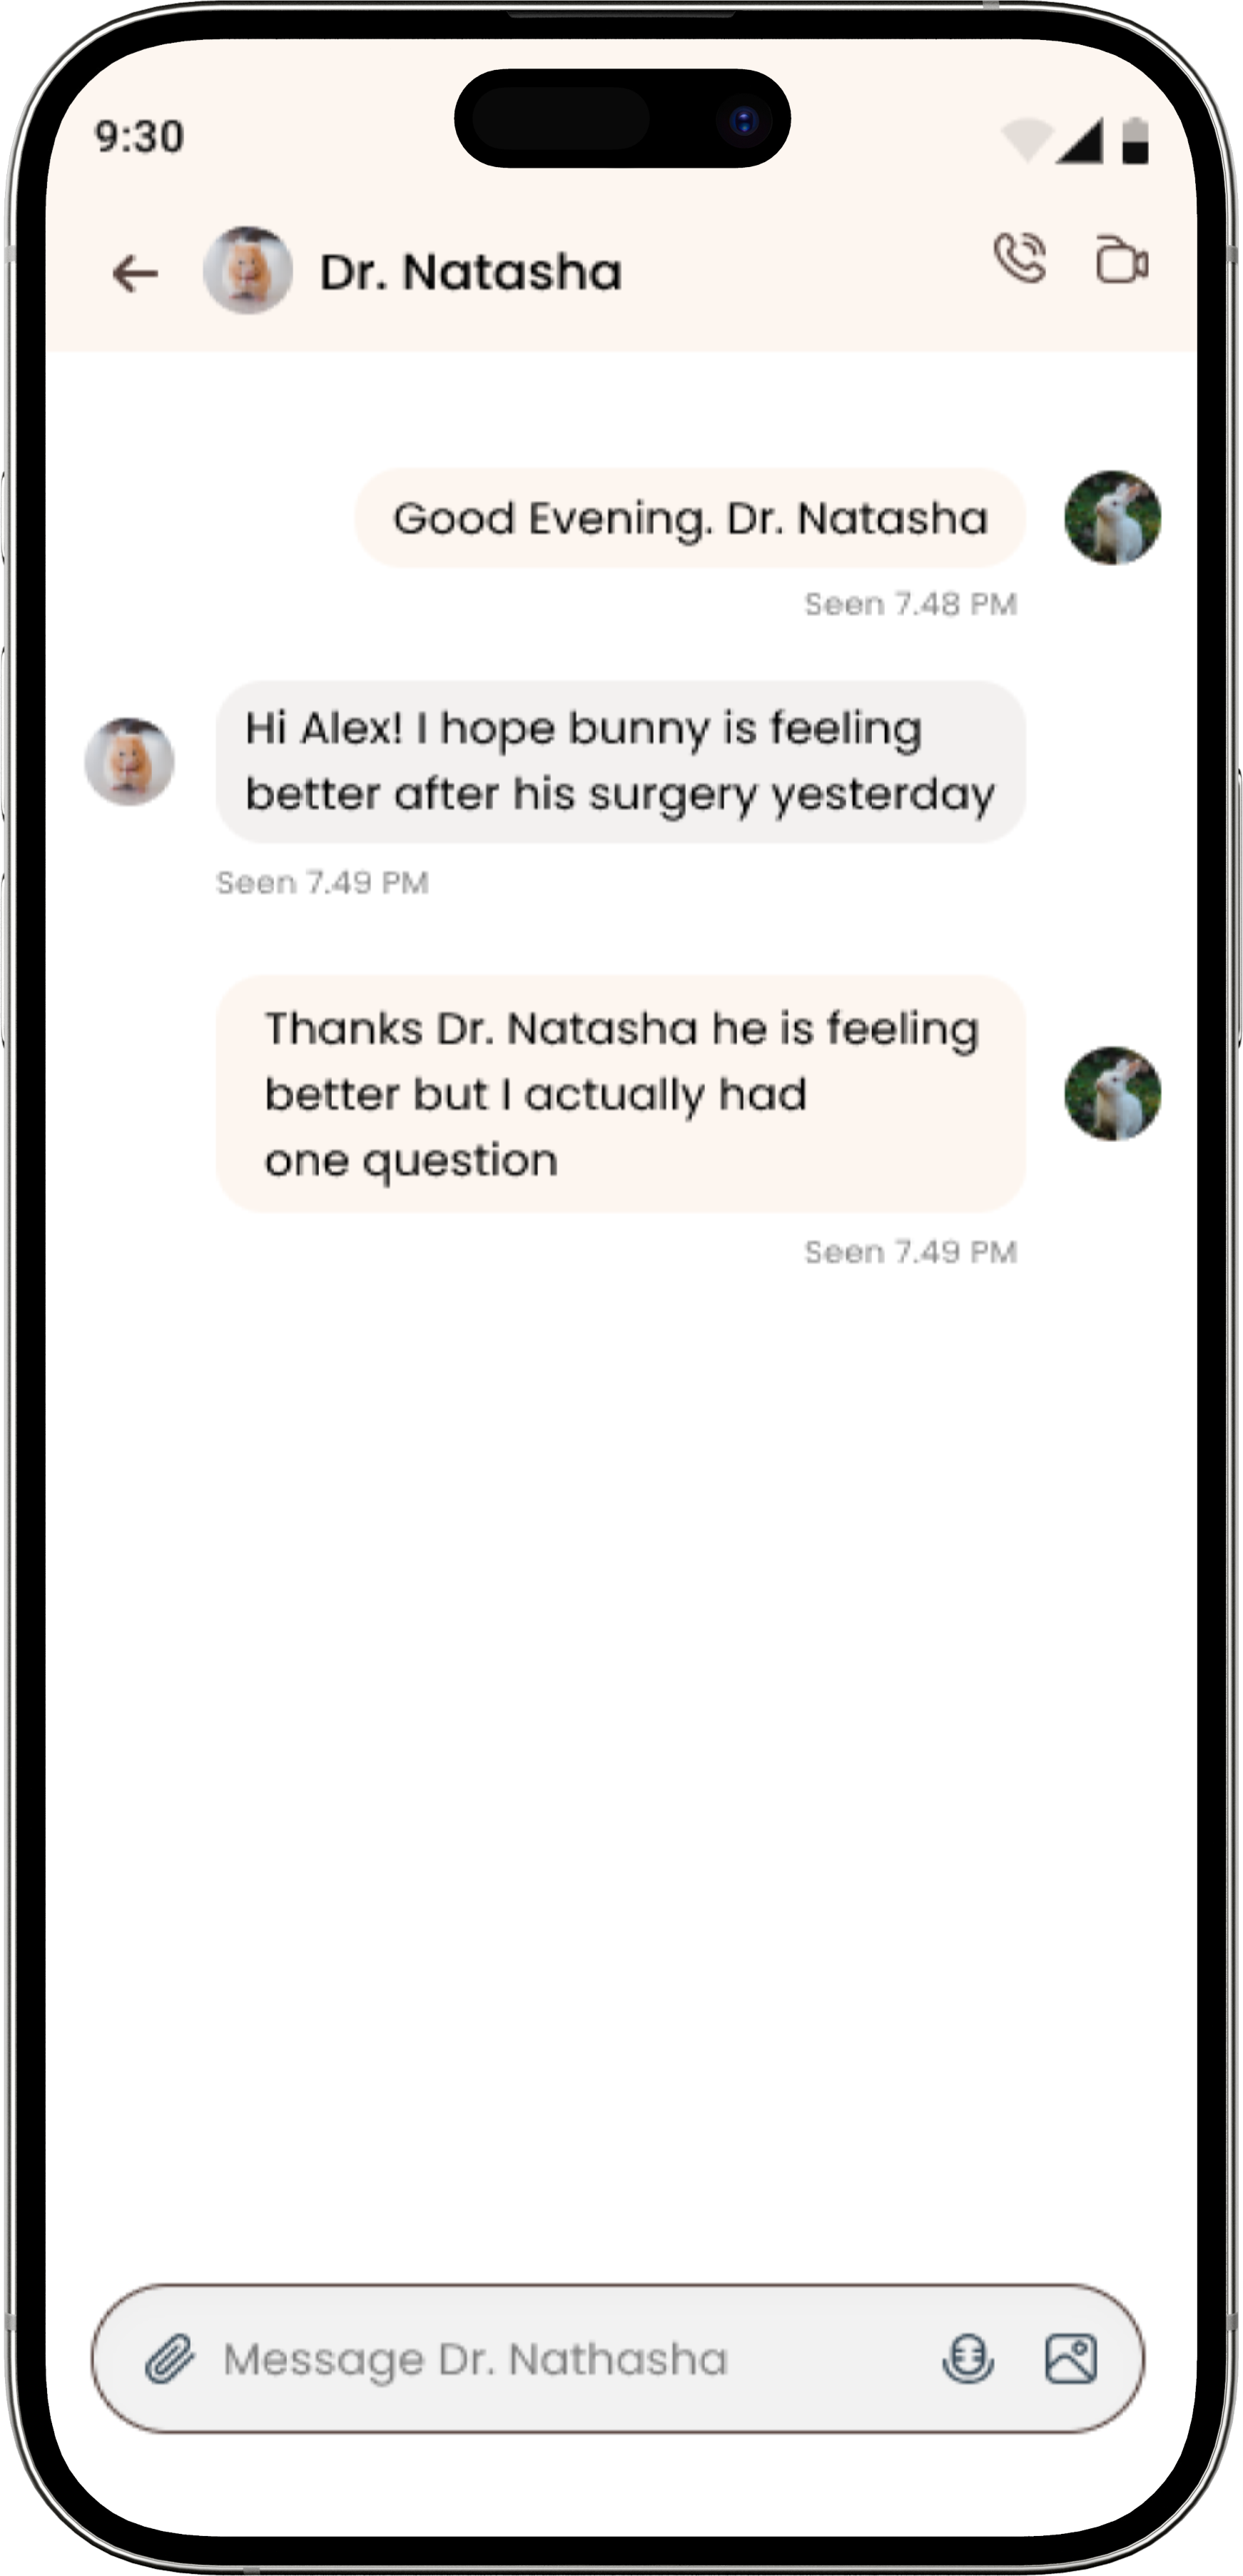 9:30
Dr. Natasha
Good Evening. Dr. Natasha
Seen 7.48 PM
Hi Alex! I hope bunny is feeling
better after his surgery yesterday
Seen 7.49 PM
Thanks Dr. Natasha he is feeling
better but I actually had
one question
Seen 7.49 PM
Message Dr. Nathasha